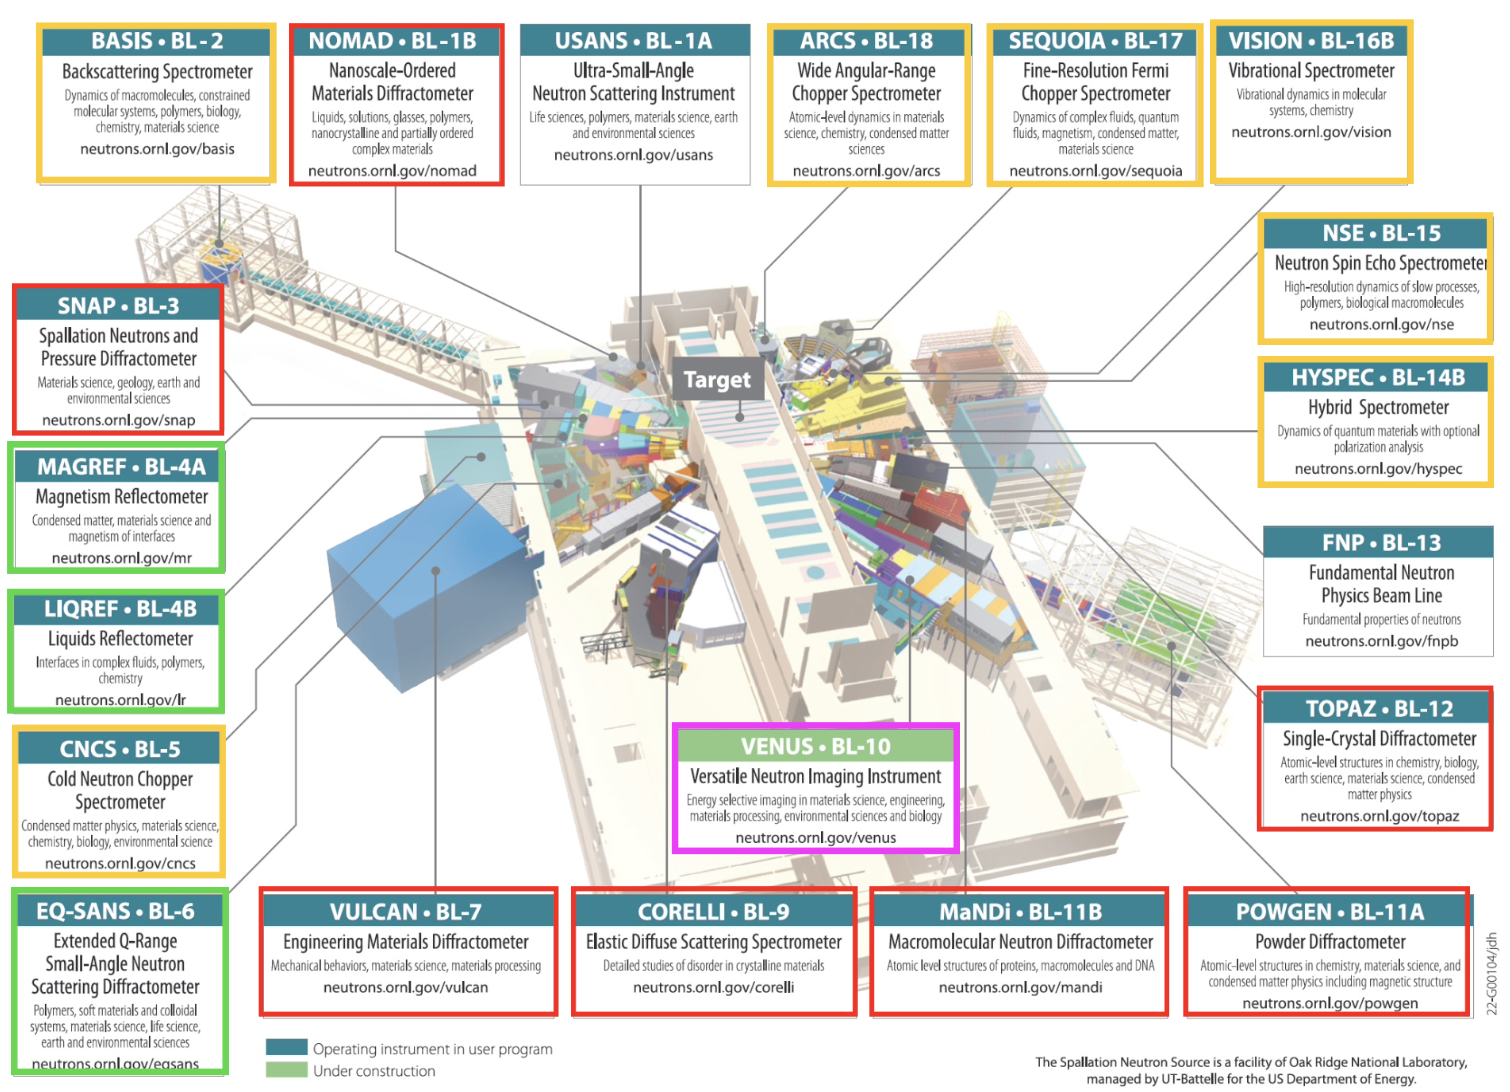 BASIS • BL-2
Backscattering Spectrometer
Dynamics of macromolecules, constrained
molecular systems, polymers, biology,
chemistry, materials science
neutrons.ornl.gov/basis
NOMAD • BL-1B
Nanoscale-Ordered
Materials Diffractometer
Liquids, solutions, glasses, polymers,
nanocrystalline and partially ordered
complex materials
neutrons.ornl.gov/nomad
USANS • BL-1A
Ultra-Small-Angle
Neutron Scattering Instrument
Life sciences, polymers, materials science, earth
and environmental sciences
neutrons.ornl.gov/usans
ARCS • BL-18
Wide Angular-Range
Chopper Spectrometer
Atomic-level dynamics in materials
science, chemistry, condensed matter
sciences
neutrons.ornl.gov/arcs
SEQUOIA • BL-17
Fine-Resolution Fermi
Chopper Spectrometer
Dynamics of complex fluids, quantum
fluids, magnetism, condensed matter,
materials science
neutrons.ornl.gov/sequoia
VISION • BL-16B
Vibrational Spectrometer
Vibrational dynamics in molecular
systems, chemistry
neutrons.ornl.gov/vision
NSE • BL-15
Neutron Spin Echo Spectrometer
High-resolution dynamics of slow processes,
polymers, biological macromolecules
neutrons.ornl.gov/nse
SNAP • BL-3
Spallation Neutrons and
Pressure Diffractometer
Materials science, geology, earth and
environmental sciences
neutrons.ornl.gov/snap
Target
HYSPEC • BL-14B
Hybrid Spectrometer
Dynamics of quantum materials with optional
polarization analysis
neutrons.ornl.gov/hyspec
MAGREF • BL-4A
Magnetism Reflectometer
Condensed matter, materials science and
magnetism of interfaces
neutrons.ornl.gov/mr
FNP • BL-13
Fundamental Neutron
Physics Beam Line
Fundamental properties of neutrons
neutrons.ornl.gov/fnpb
LIQREF • BL-4B
Liquids Reflectometer
Interfaces in complex fluids, polymers,
chemistry
neutrons.ornl.gov/lr
TOPAZ • BL-12
Single-Crystal Diffractometer
Atomic-level structures in chemistry, biology,
earth science, materials science, condensed
matter physics
neutrons.ornl.gov/topaz
CNCS • BL-5
Cold Neutron Chopper
Spectrometer
Condensed matter physics, materials science,
chemistry, biology, environmental science
neutrons.ornl.gov/cncs
VENUS • BL-10
Versatile Neutron Imaging Instrument
Energy selective imaging in materials science, engineering,
materials processing, environmental sciences and biology
neutrons.ornl.gov/venus
EQ-SANS • BL-6
Extended Q-Range
Small-Angle Neutron
Scattering Diffractometer
Polymers, soft materials and colloidal
systems, materials science, life science,
earth and environmental sciences
neutrons.ornl.gov/eqsans
VULCAN • BL-7
Engineering Materials Diffractometer
Mechanical behaviors, materials science, materials processing
neutrons.ornl.gov/vulcan
CORELLI • BL-9
Elastic Diffuse Scattering Spectrometer
Detailed studies of disorder in crystalline materials
neutrons.ornl.gov/corelli
MaNDi • BL-11B
Macromolecular Neutron Diffractometer
Atomic level structures of proteins, macromolecules and DNA
neutrons.ornl.gov/mandi
POWGEN • BL-11A
Powder Diffractometer
Atomic-level structures in chemistry, materials science, and
condensed matter physics including magnetic structure
neutrons.ornl.gov/powgen
22-G00104/jdh
Operating instrument in user program
Under construction
The Spallation Neutron Source is a facility of Oak Ridge National Laboratory,
managed by UT-Battelle for the US Department of Energy.